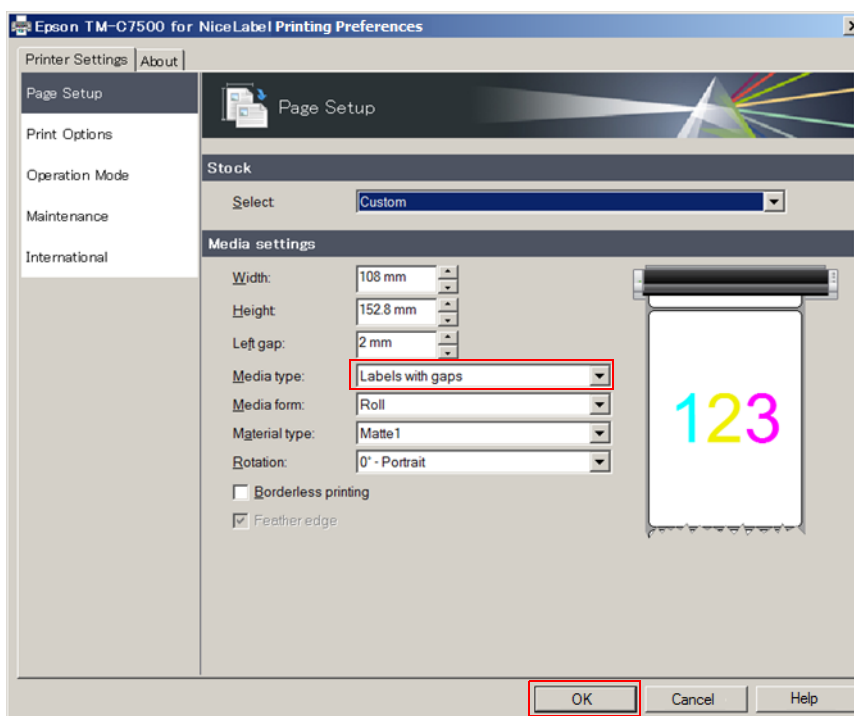 Epson TM-C7500 for NiceLabel Printing Preferences
Printer Settings About
Page Setup
Print Options
Operation Mode
Maintenance
International
Page Setup
Stock
Select: Custom
Media settings
Width: 108 mm
Height: 152.8 mm
Left gap: 2 mm
Media type: Labels with gaps
Media form: Roll
Material type: Matte1
Rotation: 0° - Portrait
Borderless printing
Feather edge
123
OK Cancel Help